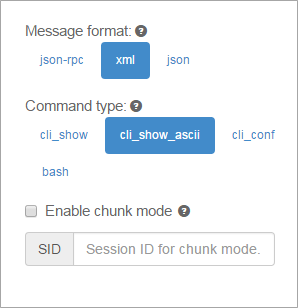 Message format: ?
json-rpc xml json
Command type: ?
cli_show cli_show_ascii cli_conf
bash
Enable chunk mode ?
SID Session ID for chunk mode.